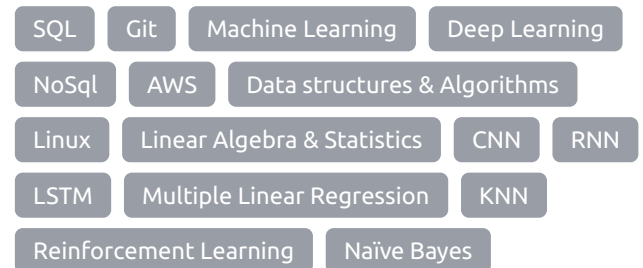 SQL Git Machine Learning Deep Learning
NoSql AWS Data structures & Algorithms
Linux Linear Algebra & Statistics CNN RNN
LSTM Multiple Linear Regression KNN
Reinforcement Learning Naïve Bayes